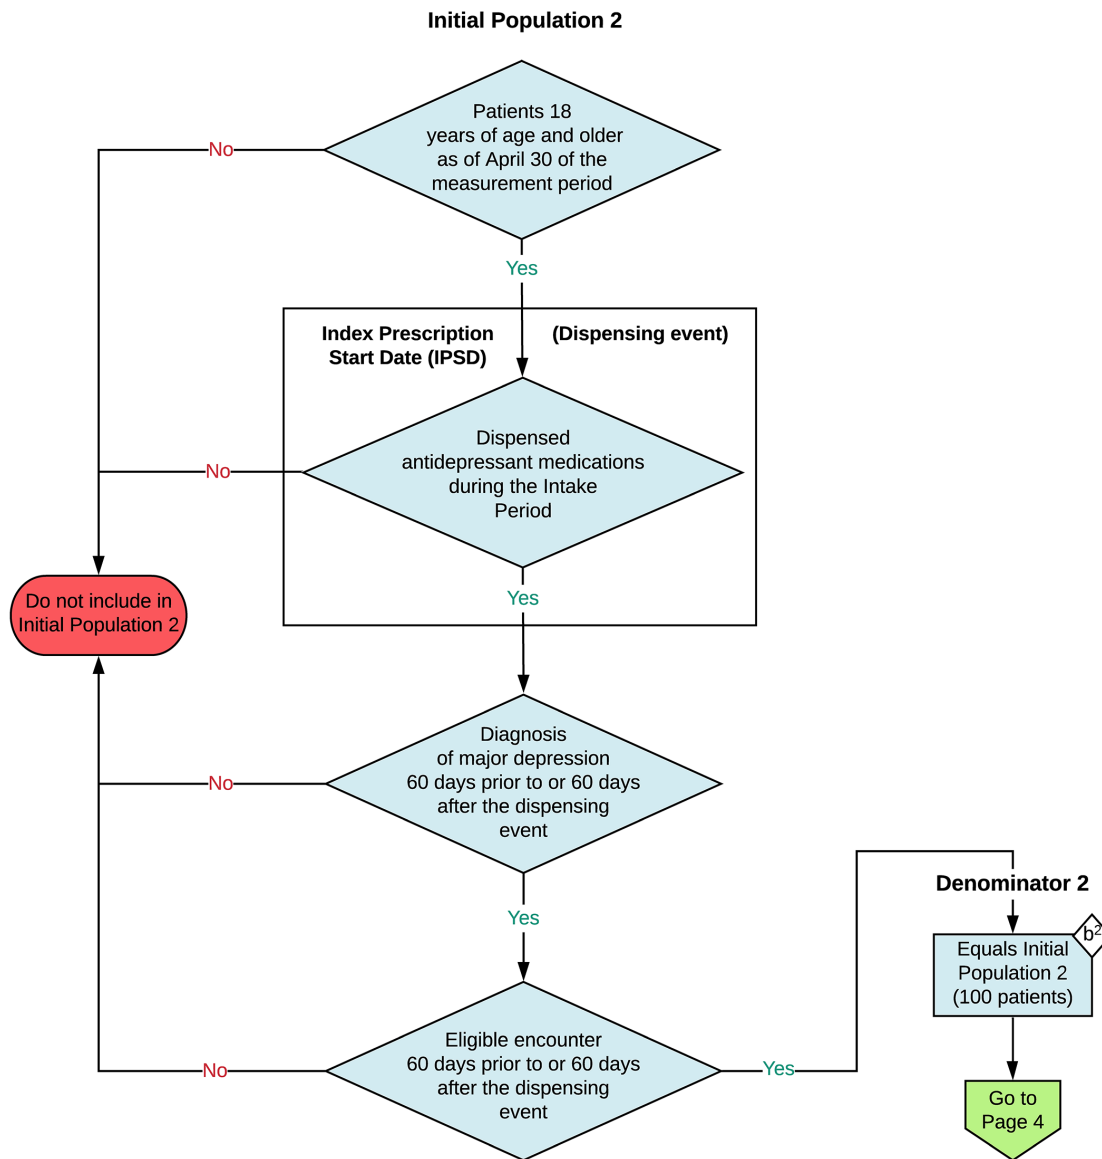 Initial Population 2
Patients 18
years of age and older
as of April 30 of the
measurement period
No
Yes
Index Prescription
Start Date (IPSD)
(Dispensing event)
Dispensed
antidepressant medications
during the Intake
Period
No
Yes
Do not include in
Initial Population 2
Diagnosis
of major depression
60 days prior to or 60 days
after the dispensing
event
No
Yes
Eligible encounter
60 days prior to or 60 days
after the dispensing
event
No
Yes
Denominator 2
b²
Equals Initial
Population 2
(100 patients)
Go to
Page 4